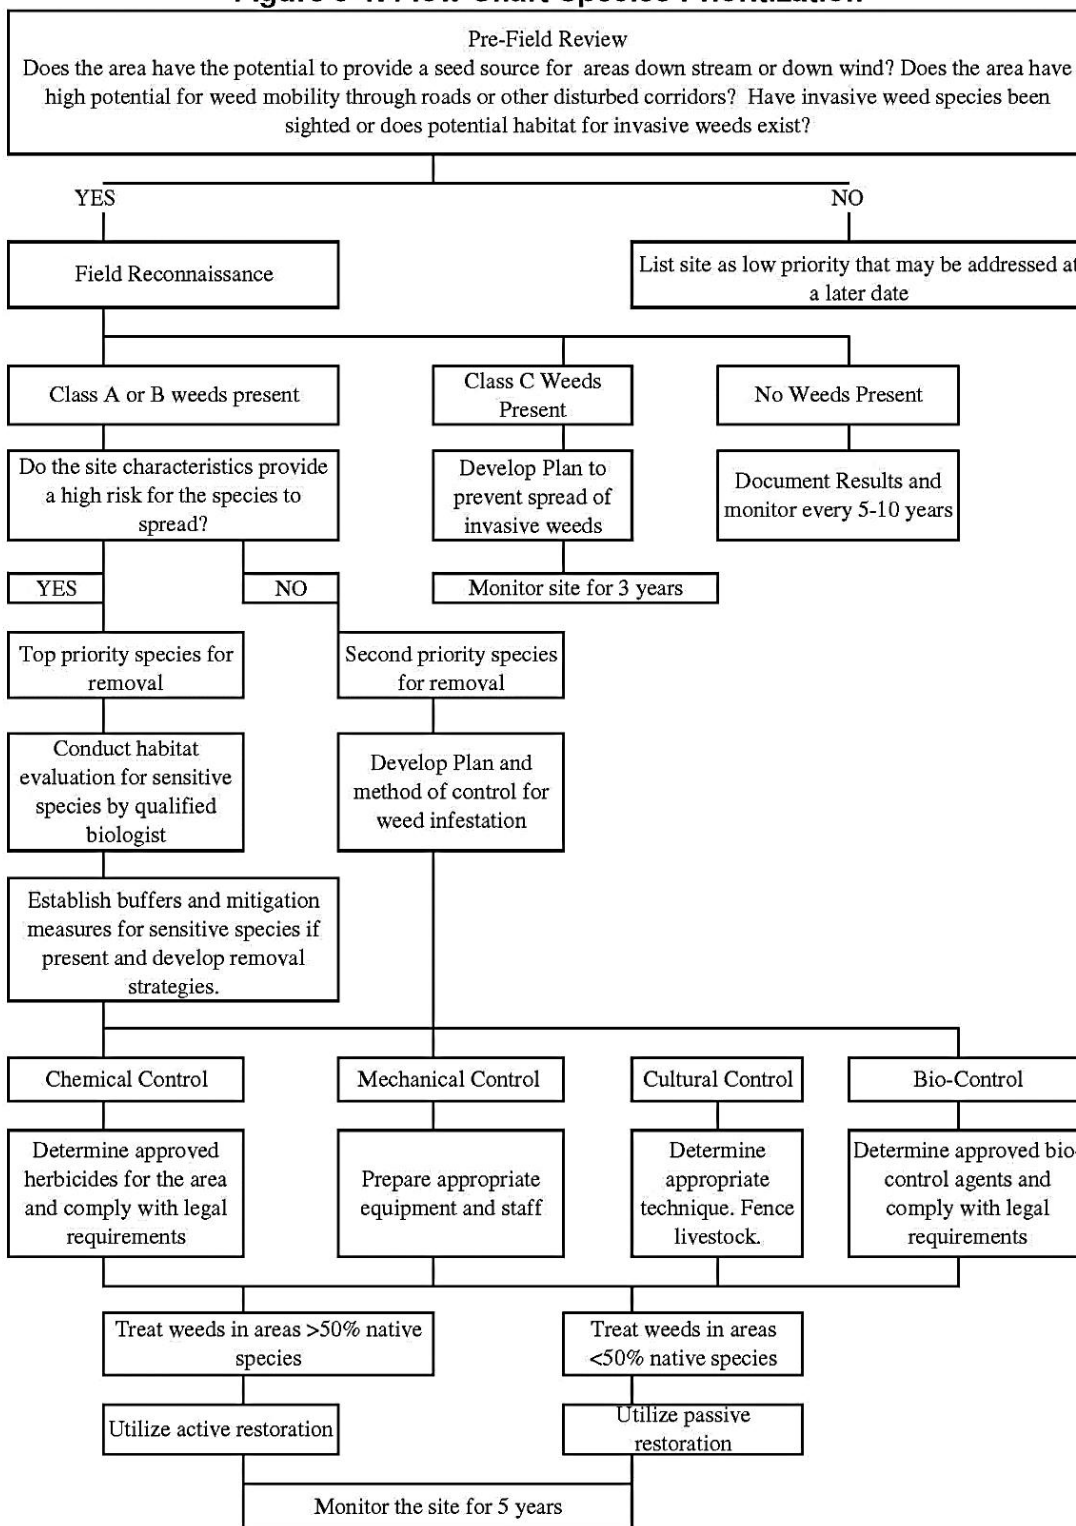 Pre-Field Review
Does the area have the potential to provide a seed source for areas down stream or down wind? Does the area have
high potential for weed mobility through roads or other disturbed corridors? Have invasive weed species been
sighted or does potential habitat for invasive weeds exist?
YES
NO
Field Reconnaissance
List site as low priority that may be addressed at
a later date
Class A or B weeds present
Class C Weeds
Present
No Weeds Present
Do the site characteristics provide
a high risk for the species to
spread?
Develop Plan to
prevent spread of
invasive weeds
Document Results and
monitor every 5-10 years
YES
NO
Monitor site for 3 years
Top priority species for
removal
Second priority species
for removal
Conduct habitat
evaluation for sensitive
species by qualified
biologist
Develop Plan and
method of control for
weed infestation
Establish buffers and mitigation
measures for sensitive species if
present and develop removal
strategies.
Chemical Control
Mechanical Control
Cultural Control
Bio-Control
Determine approved
herbicides for the area
and comply with legal
requirements
Prepare appropriate
equipment and staff
Determine
appropriate
technique. Fence
livestock.
Determine approved bio-
control agents and
comply with legal
requirements
Treat weeds in areas >50% native
species
Treat weeds in areas
<50% native species
Utilize active restoration
Utilize passive
restoration
Monitor the site for 5 years